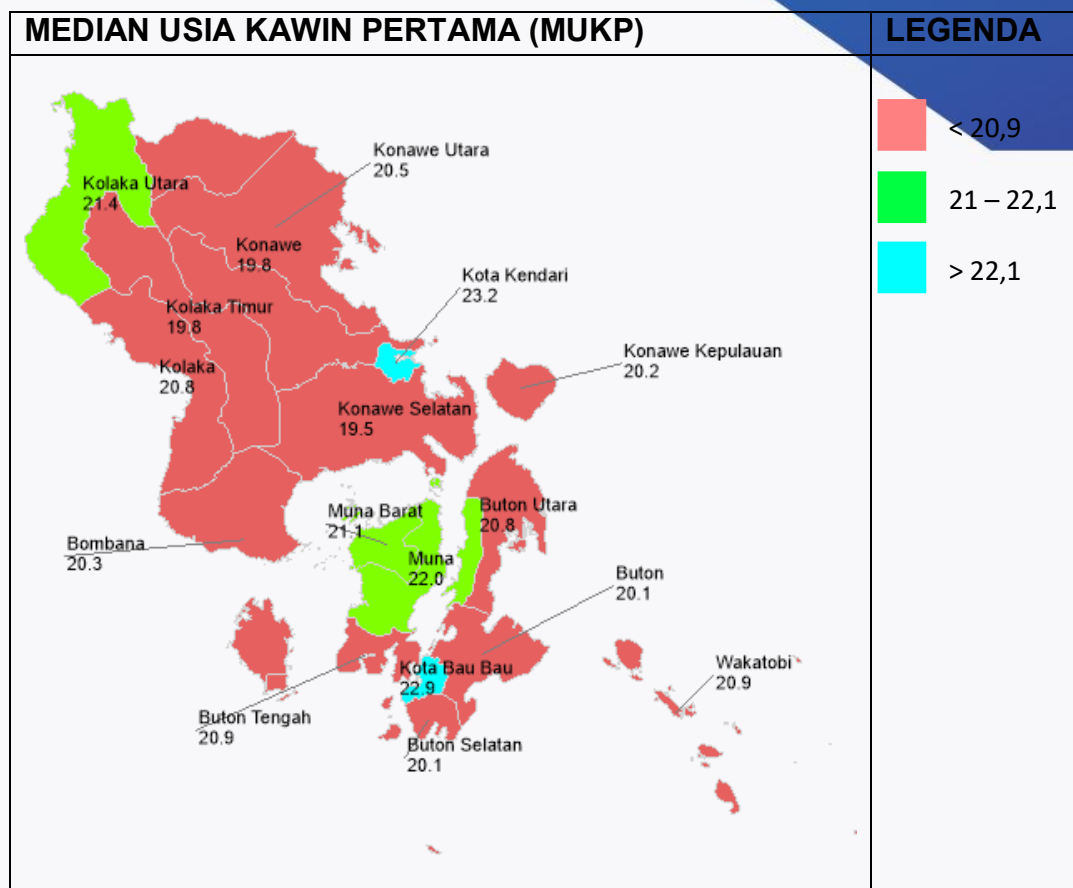 MEDIAN USIA KAWIN PERTAMA (MUKP)
LEGENDA
< 20,9
21 – 22,1
> 22,1
Konawe Utara
20.5
Kolaka Utara
21.4
Konawe
19.8
Kota Kendari
23.2
Kolaka Timur
19.8
Konawe Kepulauan
20.2
Kolaka
20.8
Konawe Selatan
19.5
Buton Utara
20.8
Muna Barat
21.1
Bombana
20.3
Muna
22.0
Buton
20.1
Kota Bau Bau
22.9
Wakatobi
20.9
Buton Tengah
20.9
Buton Selatan
20.1